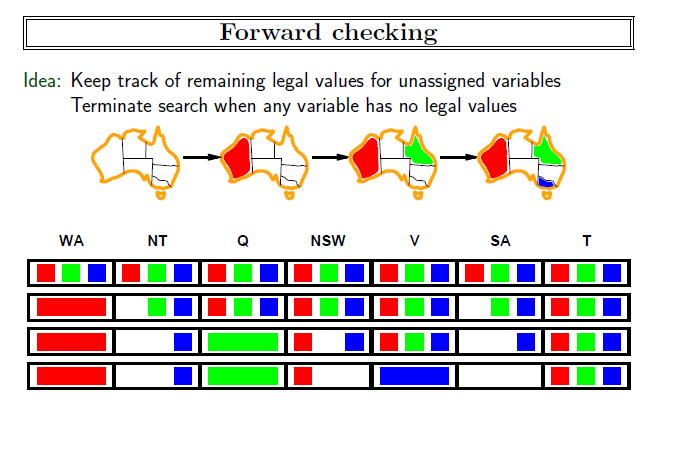 Forward checking
Idea: Keep track of remaining legal values for unassigned variables
Terminate search when any variable has no legal values
WA NT Q NSW V SA T